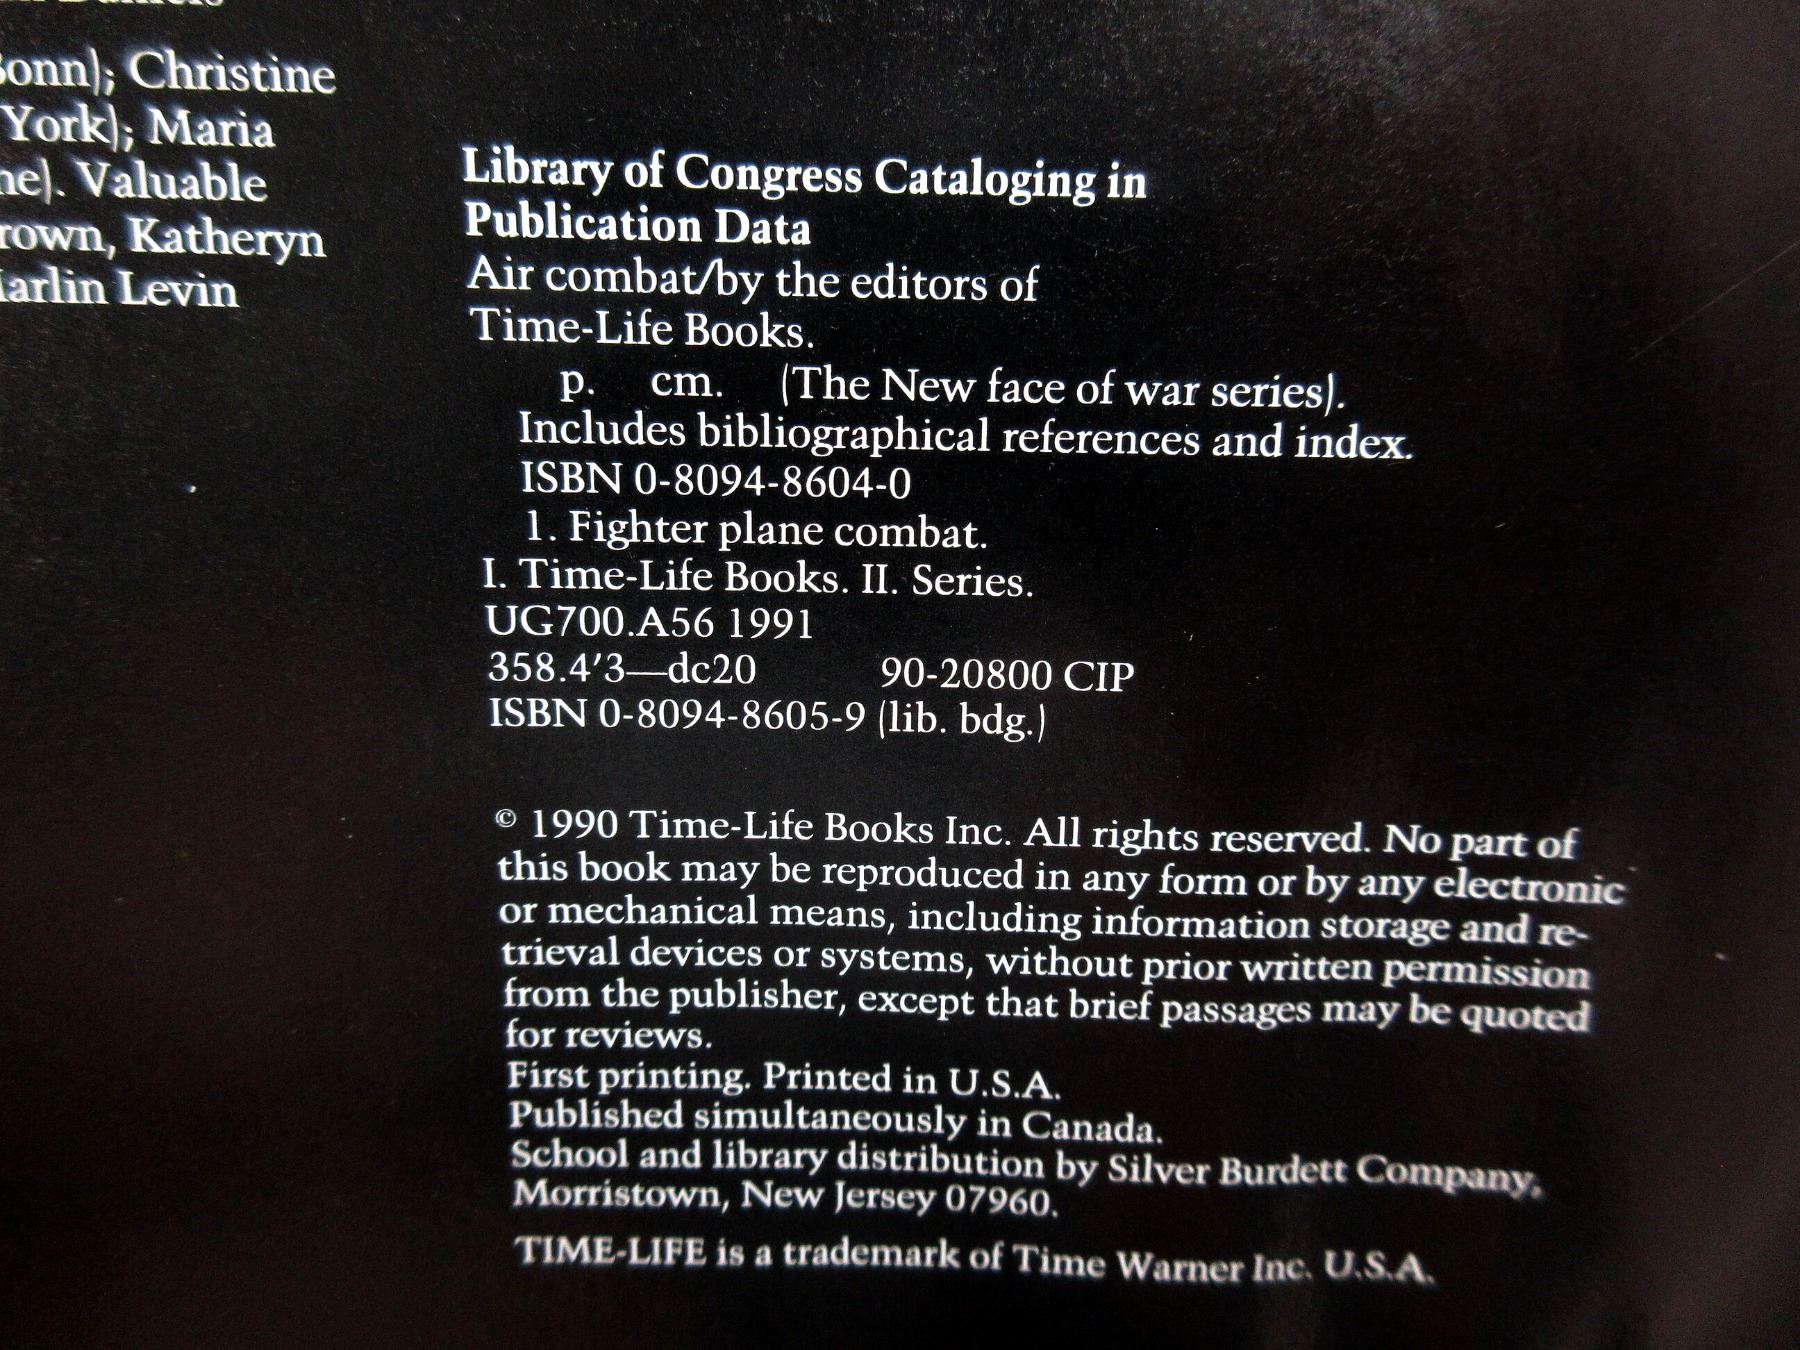 onn); Christine
York); Maria
ne). Valuable
rown, Katheryn
arlin Levin
Library of Congress Cataloging in
Publication Data
Air combat/by the editors of
Time-Life Books.
p. cm. (The New face of war series).
Includes bibliographical references and index.
ISBN 0-8094-8604-0
1. Fighter plane combat.
I. Time-Life Books. II. Series.
UG700.A56 1991
358.4'3—dc20 90-20800 CIP
ISBN 0-8094-8605-9 (lib. bdg.)
© 1990 Time-Life Books Inc. All rights reserved. No part of
this book may be reproduced in any form or by any electronic
or mechanical means, including information storage and re-
trieval devices or systems, without prior written permission
from the publisher, except that brief passages may be quoted
for reviews.
First printing. Printed in U.S.A.
Published simultaneously in Canada.
School and library distribution by Silver Burdett Company,
Morristown, New Jersey 07960.
TIME-LIFE is a trademark of Time Warner Inc. U.S.A.